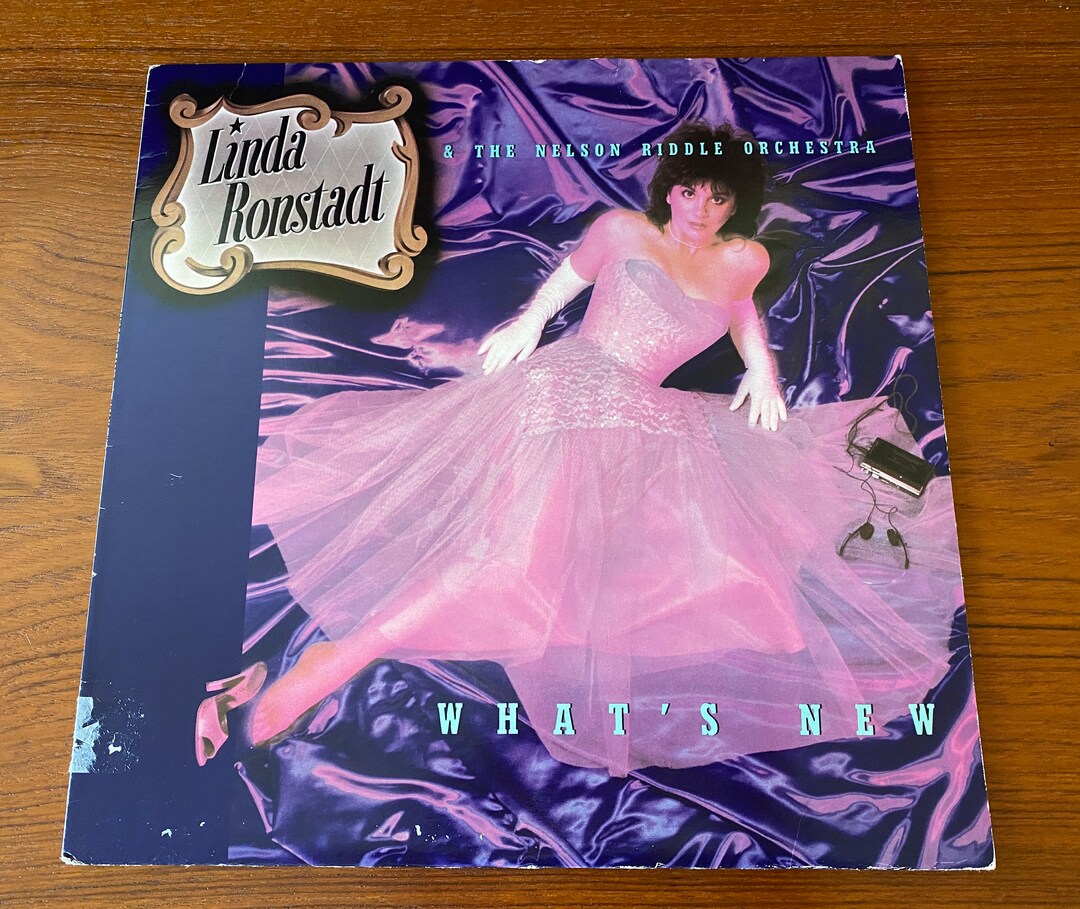 Linda
Ronstadt
& THE NELSON RIDDLE ORCHESTRA
WHAT'S NEW